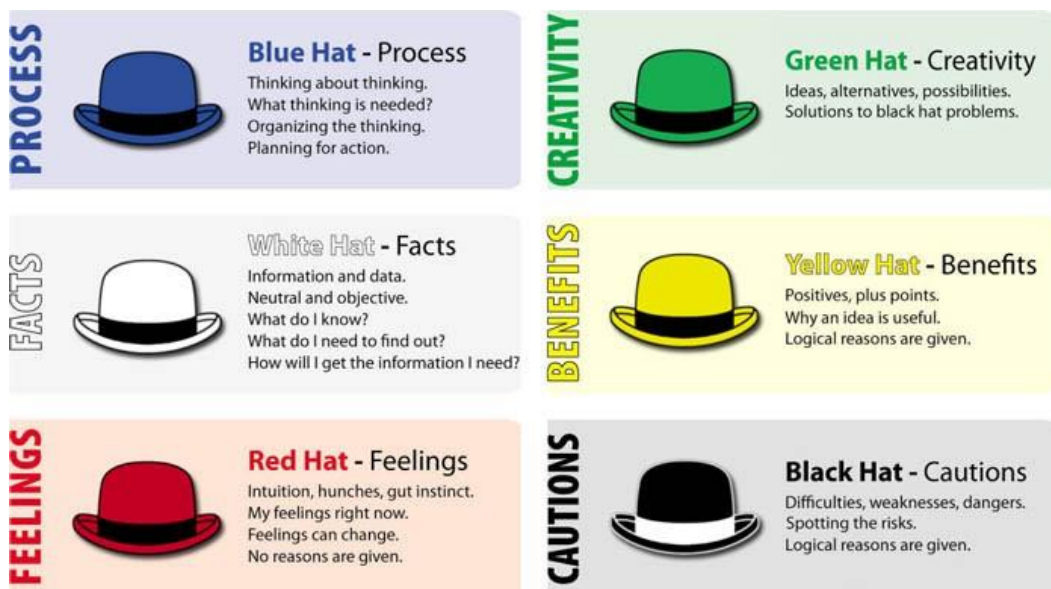 PROCESS
Blue Hat - Process
Thinking about thinking.
What thinking is needed?
Organizing the thinking.
Planning for action.
CREATIVITY
Green Hat - Creativity
Ideas, alternatives, possibilities.
Solutions to black hat problems.
FACTS
White Hat - Facts
Information and data.
Neutral and objective.
What do I know?
What do I need to find out?
How will I get the information I need?
BENEFITS
Yellow Hat - Benefits
Positives, plus points.
Why an idea is useful.
Logical reasons are given.
FEELINGS
Red Hat - Feelings
Intuition, hunches, gut instinct.
My feelings right now.
Feelings can change.
No reasons are given.
CAUTIONS
Black Hat - Cautions
Difficulties, weaknesses, dangers.
Spotting the risks.
Logical reasons are given.